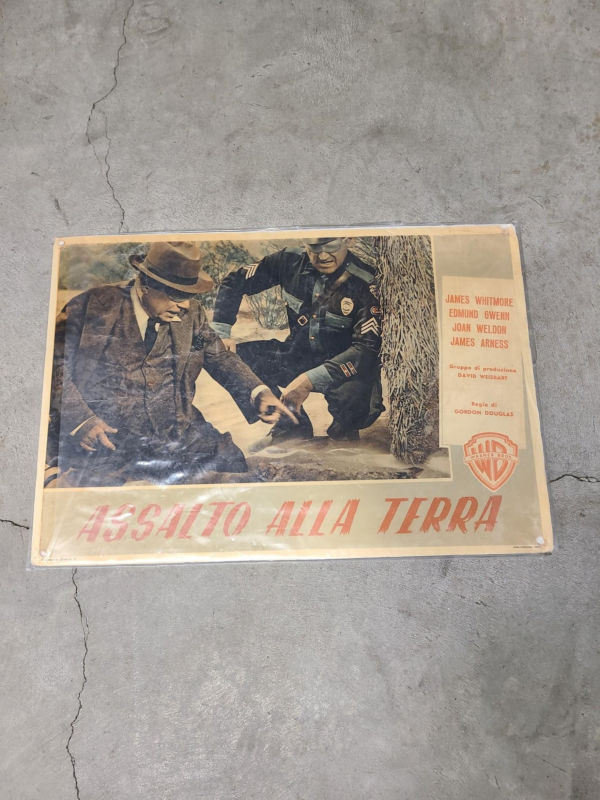 JAMES WHITMORE
EDMUND GWENN
JOAN WELDON
JAMES ARNESS
Gruppo di produzione
DAVID WEISBART
Regia di
GORDON DOUGLAS
WARNER BROS.
WB
ASSALTO ALLA TERRA